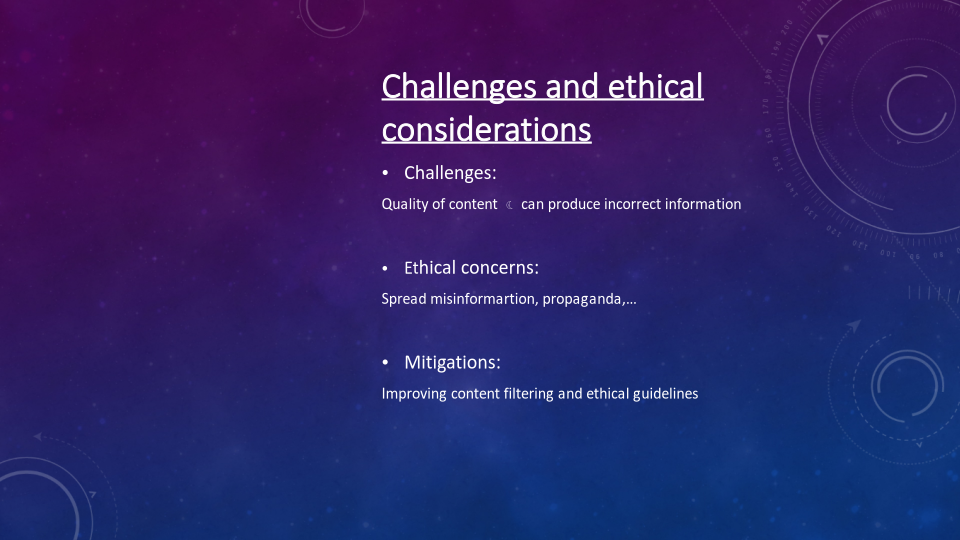 Challenges and ethical
considerations
• Challenges:
Quality of content ☾ can produce incorrect information
• Ethical concerns:
Spread misinformartion, propaganda,...
• Mitigations:
Improving content filtering and ethical guidelines